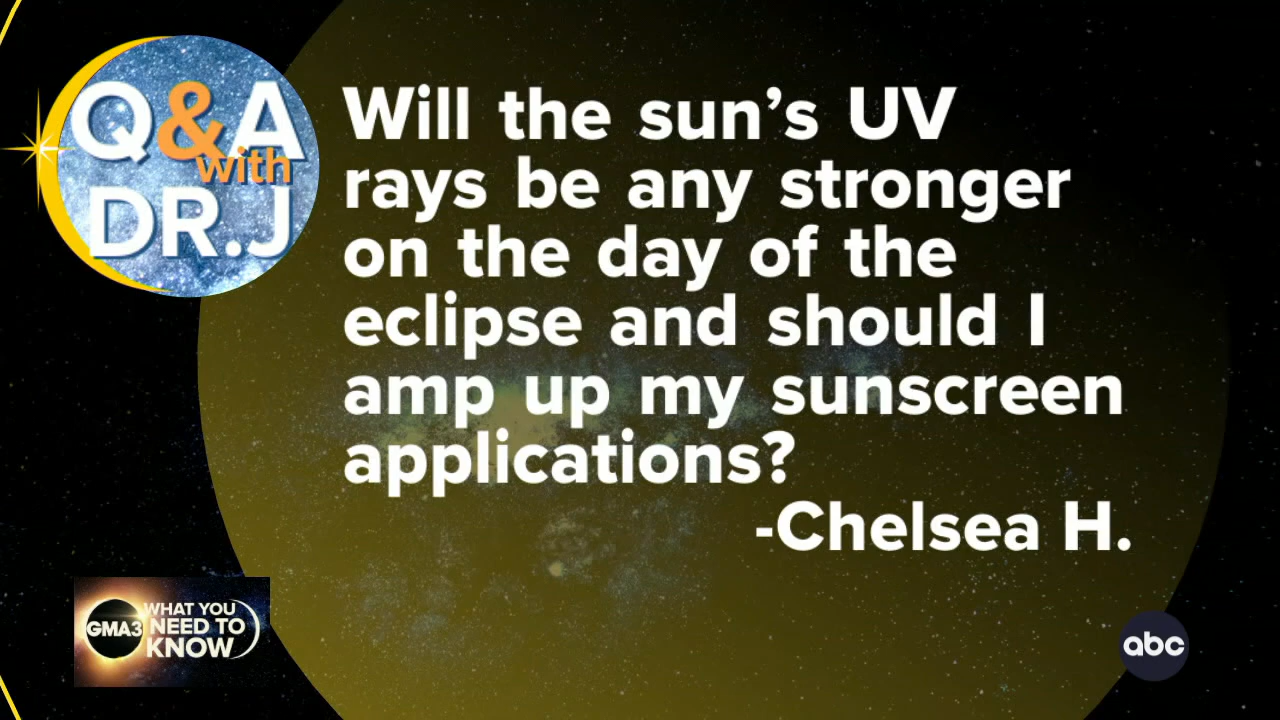 Q&A
with
DR.J
Will the sun’s UV
rays be any stronger
on the day of the
eclipse and should I
amp up my sunscreen
applications?
-Chelsea H.
GMA3
WHAT YOU
NEED TO
KNOW
abc